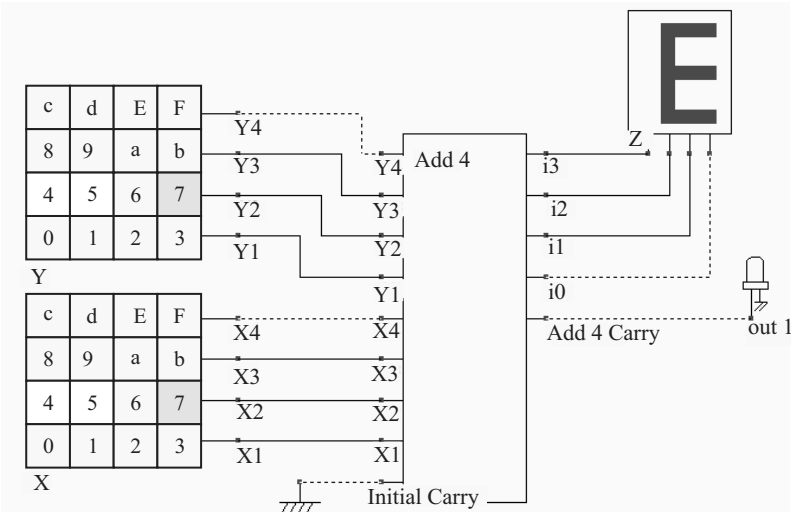 E
c d E F
8 9 a b
4 5 6 7
0 1 2 3
Y
Y4
Y3
Y2
Y1
Add 4
Y4
Y3
Y2
Y1
X4
X3
X2
X1
Initial Carry
Z
i3
i2
i1
i0
Add 4 Carry
out 1
c d E F
8 9 a b
4 5 6 7
0 1 2 3
X
X4
X3
X2
X1